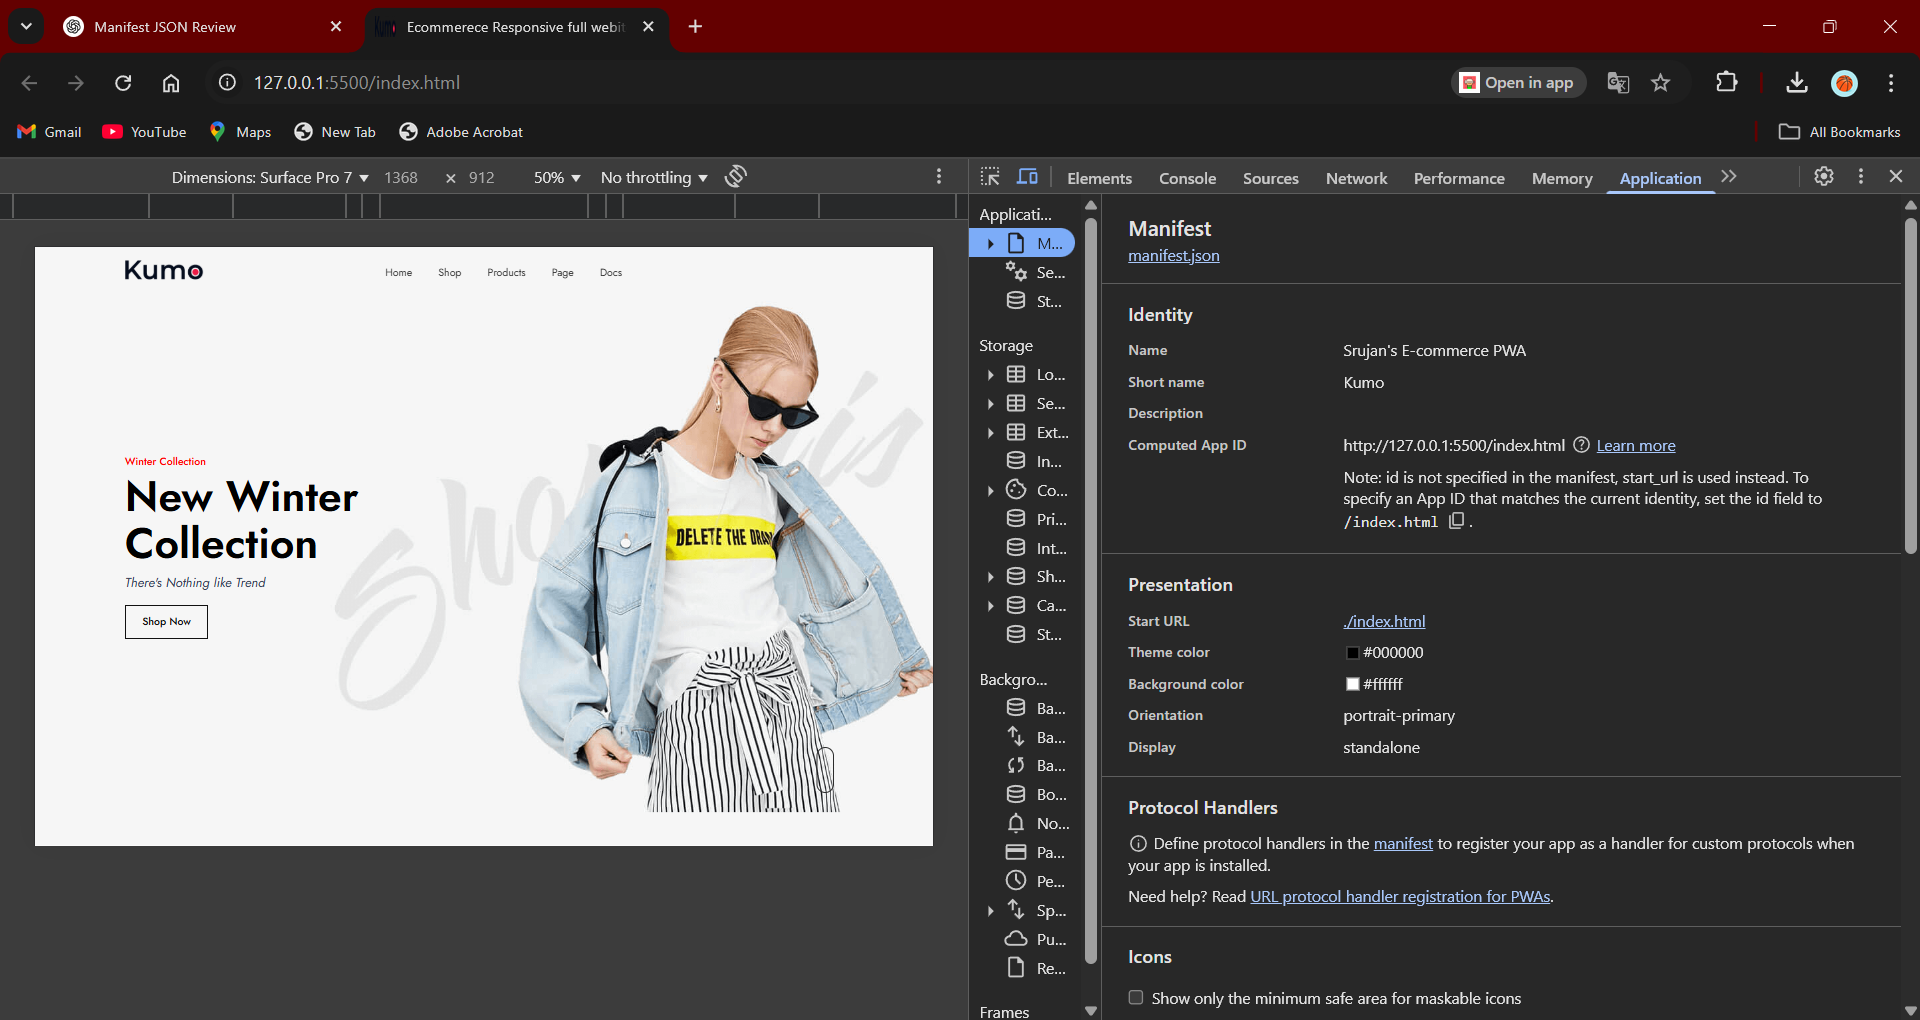 Manifest JSON Review
Ecommerece Responsive full webit
127.0.0.1:5500/index.html
Open in app
Gmail
YouTube
Maps
New Tab
Adobe Acrobat
All Bookmarks
Dimensions: Surface Pro 7
1368 × 912
50%
No throttling
Elements
Console
Sources
Network
Performance
Memory
Application
Kumo
Home
Shop
Products
Page
Docs
Winter Collection
New Winter
Collection
There's Nothing like Trend
Shop Now
DELETE THE DRAM
Applicati...
M...
Se...
St...
Storage
Lo...
Se...
Ext...
In...
Co...
Pri...
Int...
Sh...
Ca...
St...
Backgro...
Ba...
Ba...
Ba...
Bo...
No...
Pa...
Pe...
Sp...
Pu...
Re...
Frames
Manifest
manifest.json
Identity
Name Srujan's E-commerce PWA
Short name Kumo
Description
Computed App ID http://127.0.0.1:5500/index.html Learn more
Note: id is not specified in the manifest, start_url is used instead. To
specify an App ID that matches the current identity, set the id field to
/index.html .
Presentation
Start URL ./index.html
Theme color #000000
Background color #ffffff
Orientation portrait-primary
Display standalone
Protocol Handlers
Define protocol handlers in the manifest to register your app as a handler for custom protocols when
your app is installed.
Need help? Read URL protocol handler registration for PWAs.
Icons
Show only the minimum safe area for maskable icons